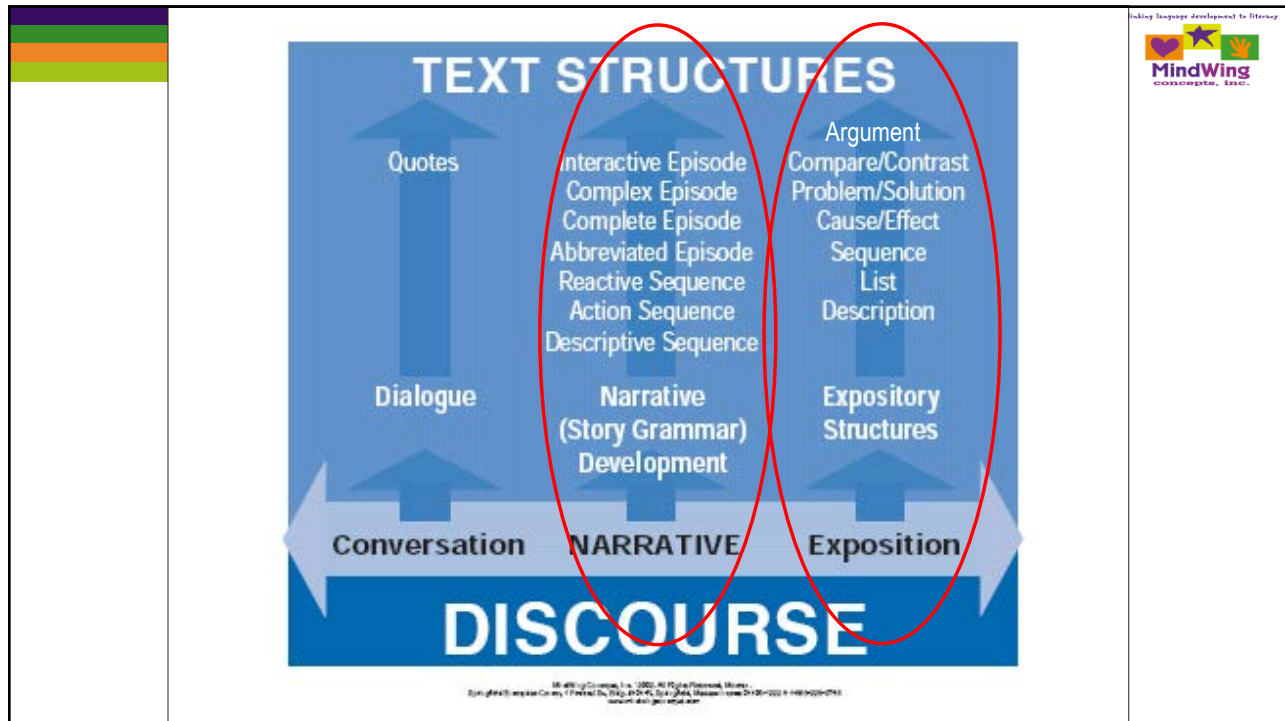 linking language development to literacy
MindWing
concepts, inc.
TEXT STRUCTURES
Quotes
Interactive Episode
Complex Episode
Complete Episode
Abbreviated Episode
Reactive Sequence
Action Sequence
Descriptive Sequence
Argument
Compare/Contrast
Problem/Solution
Cause/Effect
Sequence
List
Description
Dialogue
Narrative
(Story Grammar)
Development
Expository
Structures
Conversation NARRATIVE Exposition
DISCOURSE